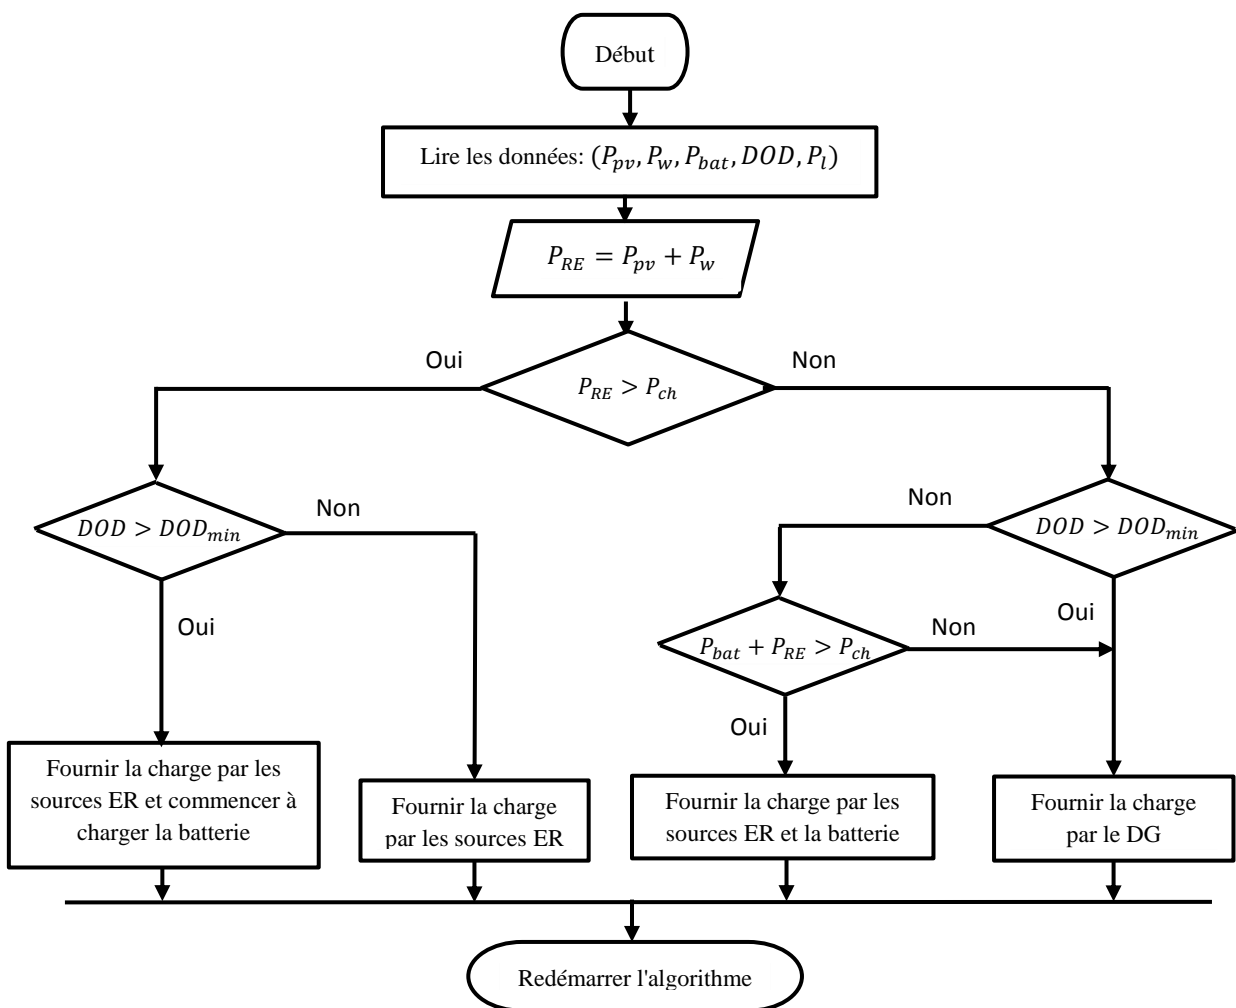 Début
Lire les données: (P_pv, P_w, P_bat, DOD, P_l)
P_RE = P_pv + P_w
Oui
Non
P_RE > P_ch
Non
Non
DOD > DOD_min
DOD > DOD_min
Oui
Oui
Non
P_bat + P_RE > P_ch
Oui
Fournir la charge par les
sources ER et commencer à
charger la batterie
Fournir la charge
par les sources ER
Fournir la charge par les
sources ER et la batterie
Fournir la charge
par le DG
Redémarrer l'algorithme